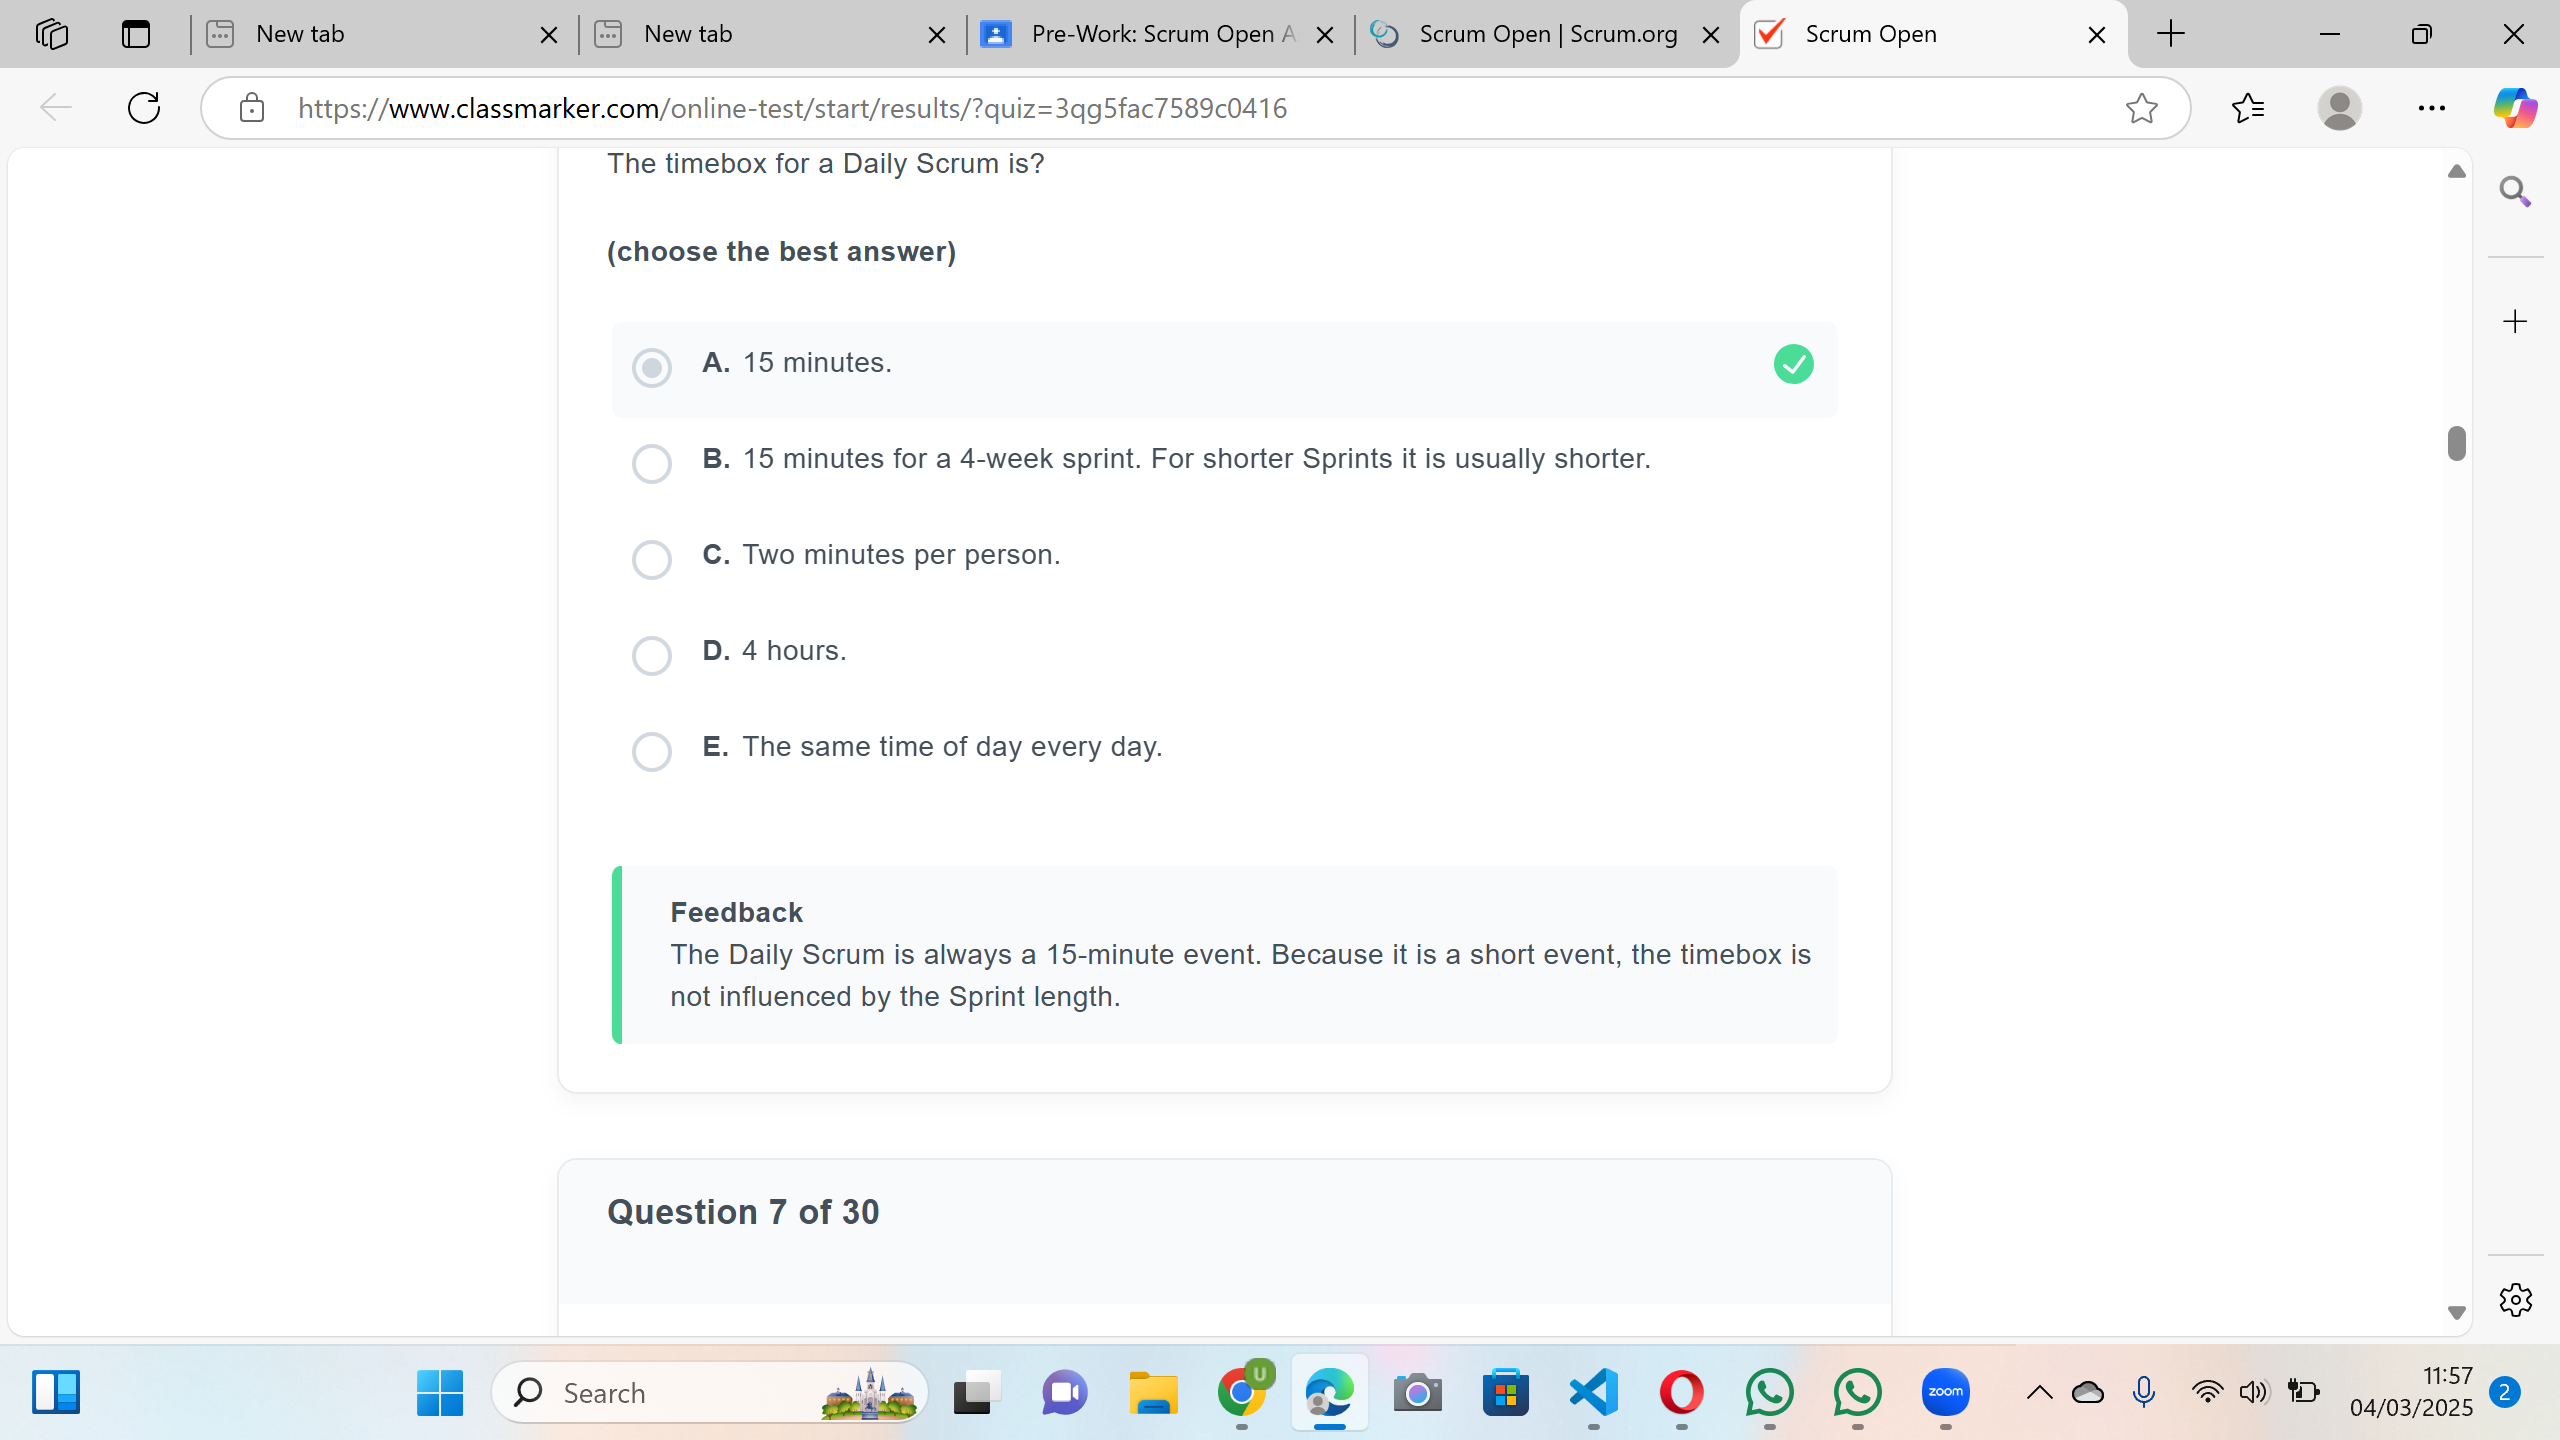 New tab
New tab
Pre-Work: Scrum Open A
Scrum Open | Scrum.org
Scrum Open
https://www.classmarker.com/online-test/start/results/?quiz=3qg5fac7589c0416
The timebox for a Daily Scrum is?
(choose the best answer)
A. 15 minutes.
B. 15 minutes for a 4-week sprint. For shorter Sprints it is usually shorter.
C. Two minutes per person.
D. 4 hours.
E. The same time of day every day.
Feedback
The Daily Scrum is always a 15-minute event. Because it is a short event, the timebox is
not influenced by the Sprint length.
Question 7 of 30
Search
U
zoom
11:57
04/03/2025
2